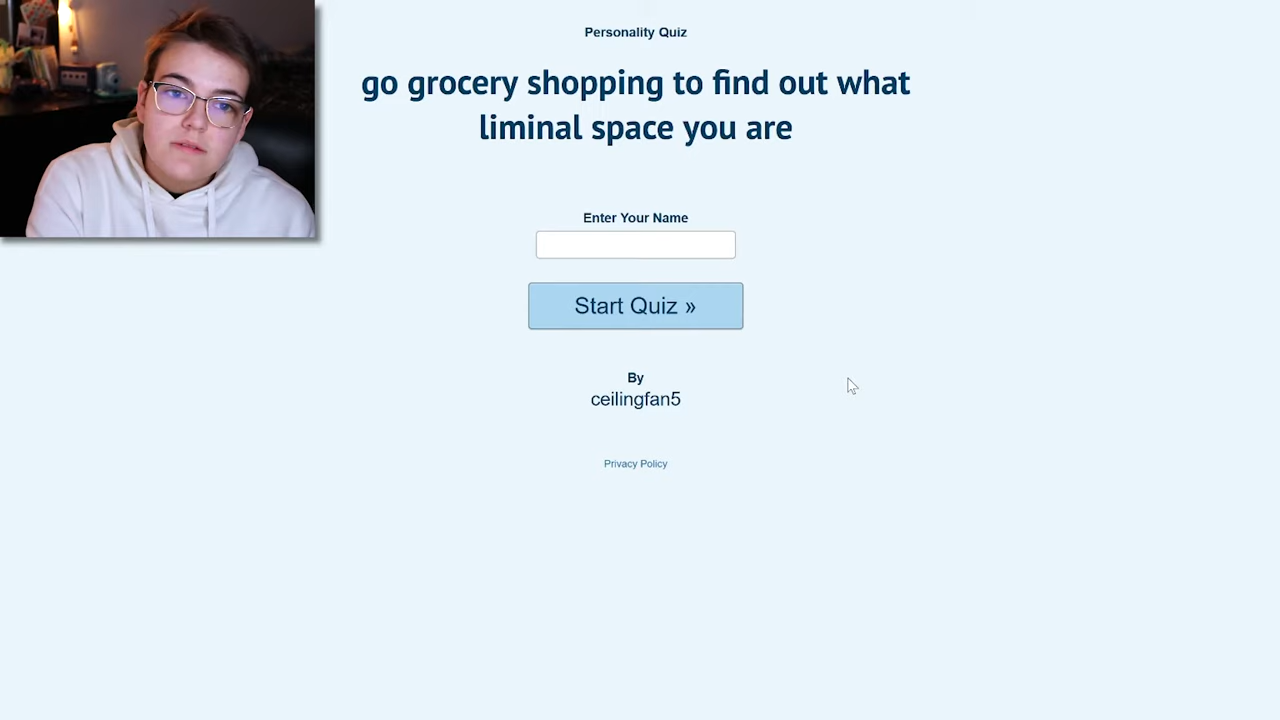 Personality Quiz
go grocery shopping to find out what
liminal space you are
Enter Your Name
Start Quiz »
By
ceilingfan5
Privacy Policy